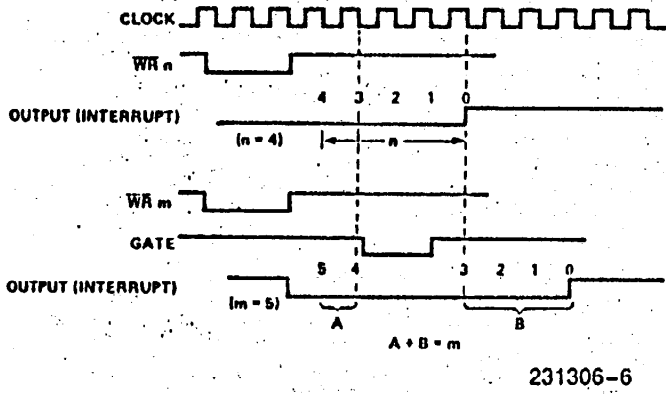 CLOCK
WR n
4 3 2 1 0
OUTPUT (INTERRUPT)
(n = 4) n
WR m
GATE
5 4 3 2 1 0
OUTPUT (INTERRUPT)
(m = 5)
A B
A + B = m
231306-6